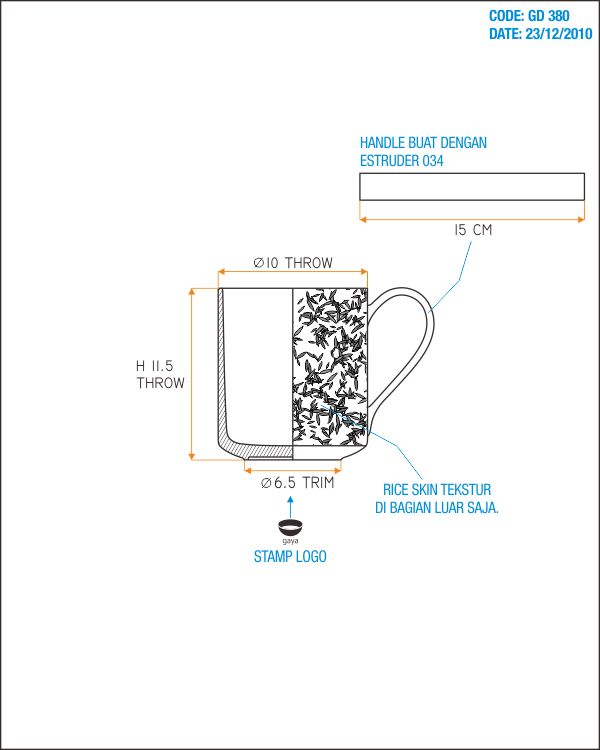 CODE: GD 380
DATE: 23/12/2010
HANDLE BUAT DENGAN
ESTRUDER 034
15 CM
Ø10 THROW
H 11.5
THROW
Ø6.5 TRIM
RICE SKIN TEKSTUR
DI BAGIAN LUAR SAJA.
gaya
STAMP LOGO